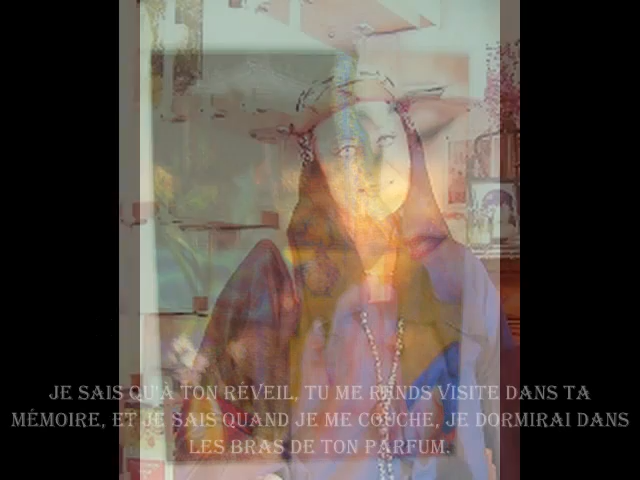 JE SAIS QU'À TON RÉVEIL, TU ME RENDS VISITE DANS TA
MÉMOIRE, ET JE SAIS QUAND JE ME COUCHE, JE DORMIRAI DANS
LES BRAS DE TON PARFUM.